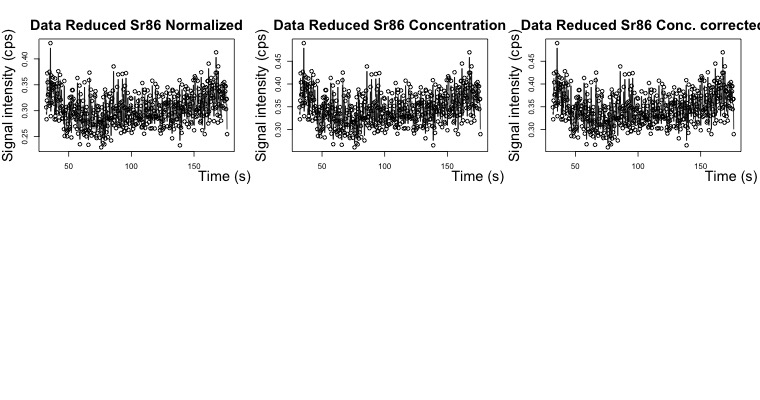 Data Reduced Sr86 Normalized
Signal intensity (cps)
0.25 0.30 0.35 0.40
50 100 150
Time (s)
Data Reduced Sr86 Concentration
Signal intensity (cps)
0.30 0.35 0.40 0.45
50 100 150
Time (s)
Data Reduced Sr86 Conc. corrected
Signal intensity (cps)
0.30 0.35 0.40 0.45
50 100 150
Time (s)